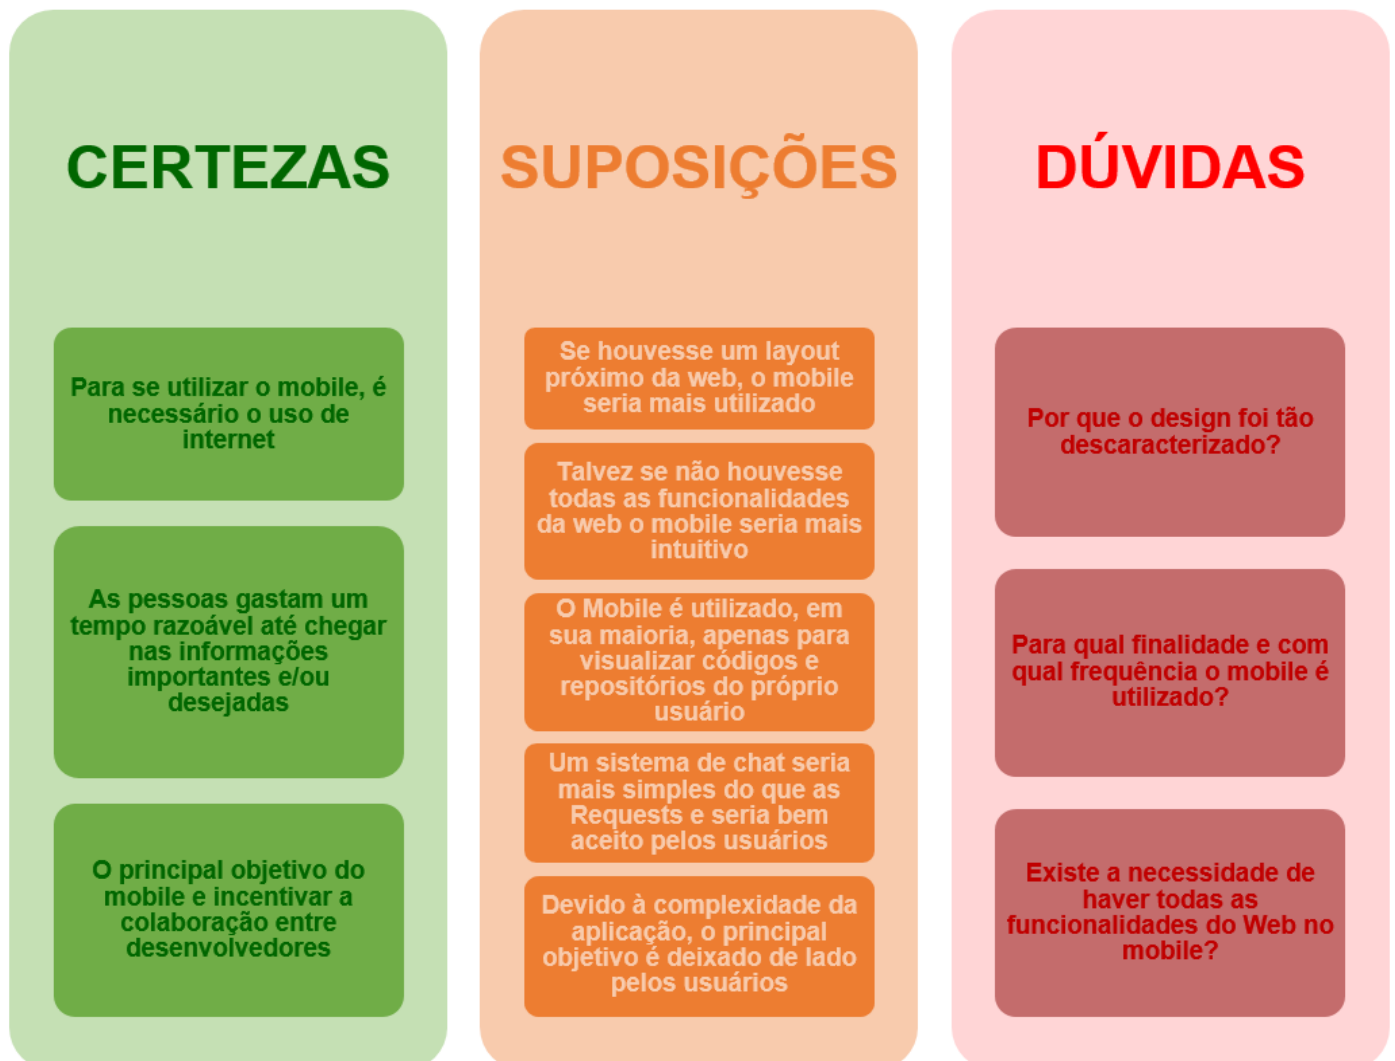 CERTEZAS
Para se utilizar o mobile, é
necessário o uso de
internet
As pessoas gastam um
tempo razoável até chegar
nas informações
importantes e/ou
desejadas
O principal objetivo do
mobile e incentivar a
colaboração entre
desenvolvedores
SUPOSIÇÕES
Se houvesse um layout
próximo da web, o mobile
seria mais utilizado
Talvez se não houvesse
todas as funcionalidades
da web o mobile seria mais
intuitivo
O Mobile é utilizado, em
sua maioria, apenas para
visualizar códigos e
repositórios do próprio
usuário
Um sistema de chat seria
mais simples do que as
Requests e seria bem
aceito pelos usuários
Devido à complexidade da
aplicação, o principal
objetivo é deixado de lado
pelos usuários
DÚVIDAS
Por que o design foi tão
descaracterizado?
Para qual finalidade e com
qual frequência o mobile é
utilizado?
Existe a necessidade de
haver todas as
funcionalidades do Web no
mobile?